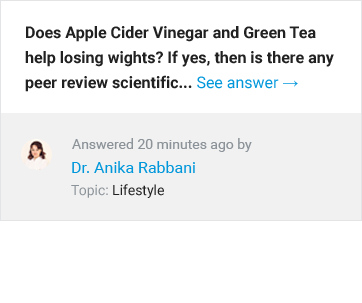 Does Apple Cider Vinegar and Green Tea
help losing wights? If yes, then is there any
peer review scientific... See answer →
Answered 20 minutes ago by
Dr. Anika Rabbani
Topic: Lifestyle